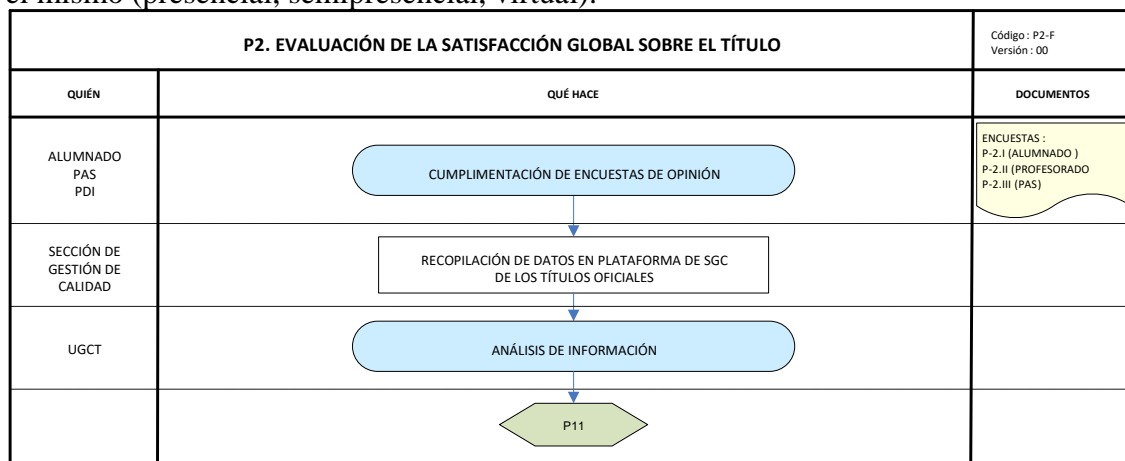 el mismo (presencial, semipresencial, virtual).
P2. EVALUACIÓN DE LA SATISFACCIÓN GLOBAL SOBRE EL TÍTULO
Código : P2-F
Versión : 00
QUIÉN
QUÉ HACE
DOCUMENTOS
ALUMNADO
PAS
PDI
CUMPLIMENTACIÓN DE ENCUESTAS DE OPINIÓN
ENCUESTAS :
P-2.I (ALUMNADO )
P-2.II (PROFESORADO
P-2.III (PAS)
SECCIÓN DE
GESTIÓN DE
CALIDAD
RECOPILACIÓN DE DATOS EN PLATAFORMA DE SGC
DE LOS TÍTULOS OFICIALES
UGCT
ANÁLISIS DE INFORMACIÓN
P11